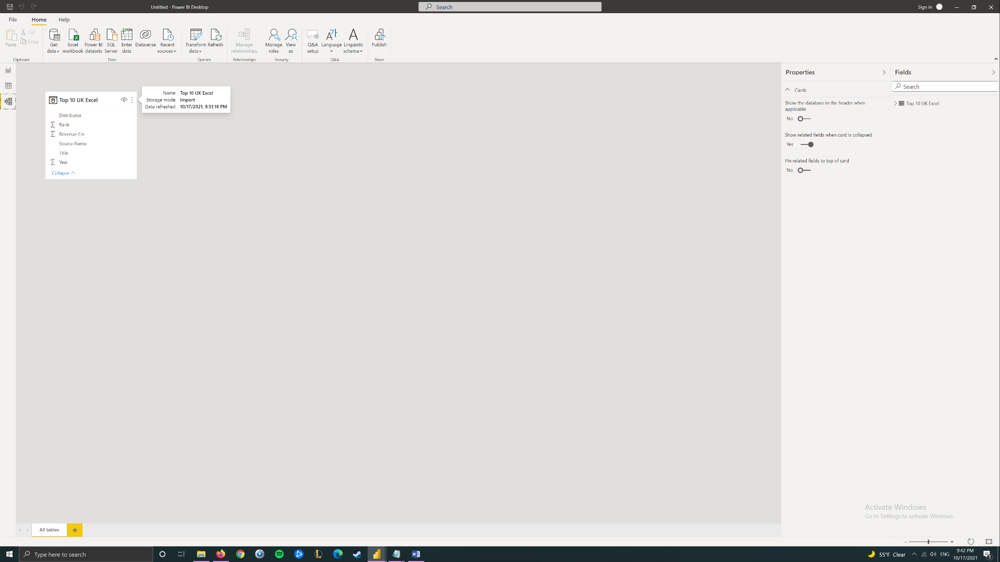 Untitled - Power BI Desktop
Search
Sign in
File
Home
Help
Paste
Cut
Copy
Clipboard
Get data
Excel workbook
Power BI datasets
SQL Server
Enter data
Dataverse
Recent sources
Data
Transform data
Refresh
Queries
Manage relationships
Relationships
Manage roles
View as
Security
Q&A setup
Language
Linguistic schema
Q&A
Publish
Share
Top 10 UK Excel
Distributor
Σ Rank
Σ Revenue £m
Source.Name
Title
Σ Year
Collapse
Name Top 10 UK Excel
Storage mode Import
Data refreshed 10/17/2021, 8:51:18 PM
Properties
Cards
Show the database in the header when
applicable
No
Show related fields when card is collapsed
Yes
Pin related fields to top of card
No
Fields
Search
Top 10 UK Excel
Activate Windows
Go to Settings to activate Windows.
All tables
+
- +
Type here to search
55°F Clear
ENG
9:42 PM
10/17/2021
1